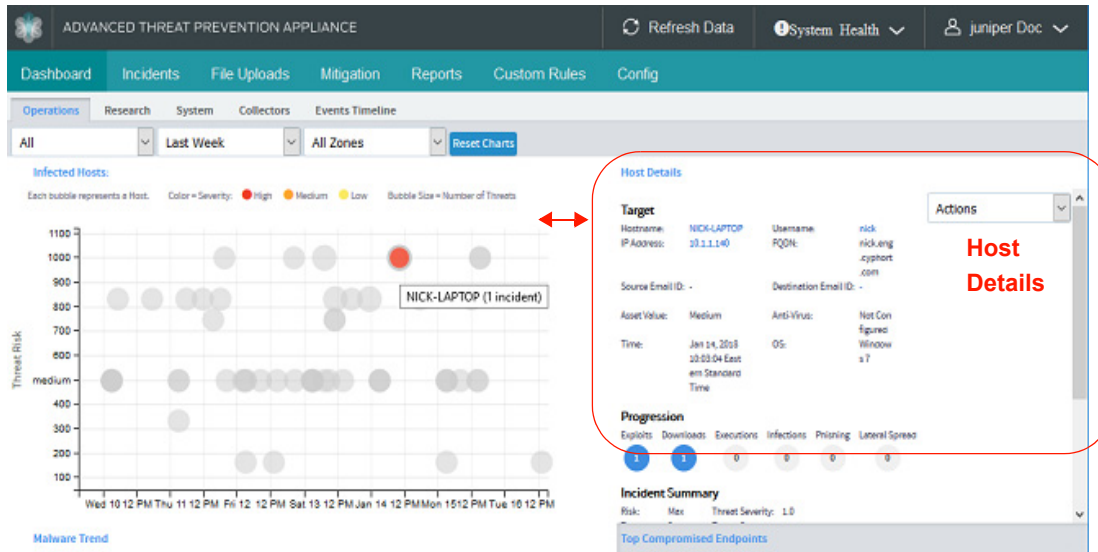 ADVANCED THREAT PREVENTION APPLIANCE
Refresh Data
System Health
juniper Doc
Dashboard Incidents File Uploads Mitigation Reports Custom Rules Config
Operations Research System Collectors Events Timeline
All Last Week All Zones Reset Charts
Infected Hosts:
Each bubble represents a Host. Color = Severity: High Medium Low Bubble Size = Number of Threats
Threat Risk
1100
1000
900
800
700
600
medium
400
300
200
100
NICK-LAPTOP (1 incident)
Wed 10 12 PM Thu 11 12 PM Fri 12 12 PM Sat 13 12 PM Jan 14 12 PM Mon 15 12 PM Tue 16 12 PM
Malware Trend
Host Details
Actions
Host
Details
Target
Hostname: NICK-LAPTOP Username: nick
IP Address: 10.1.1.140 FQDN: nick.eng
.cyphort
.com
Source Email ID: - Destination Email ID: -
Asset Value: Medium Anti-Virus: Not Con
figured
Time: Jan 14, 2018 OS: Window
10:03:04 East s 7
ern Standard
Time
Progression
Exploits Downloads Executions Infections Phishing Lateral Spread
1 1 0 0 0 0
Incident Summary
Risk: Max Threat Severity: 1.0
Top Compromised Endpoints